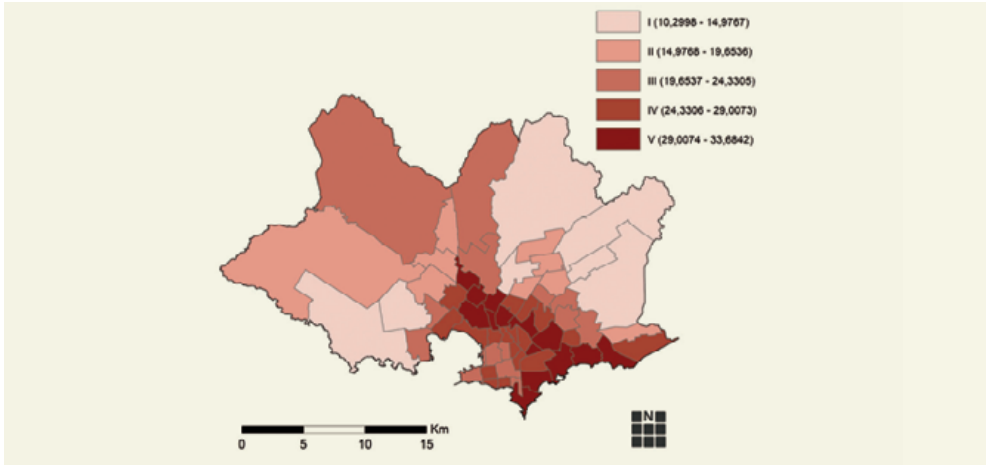 I (10,2998 - 14,9767)
II (14,9768 - 19,6536)
III (19,6537 - 24,3305)
IV (24,3306 - 29,0073)
V (29,0074 - 33,6842)
Km
0 5 10 15
N